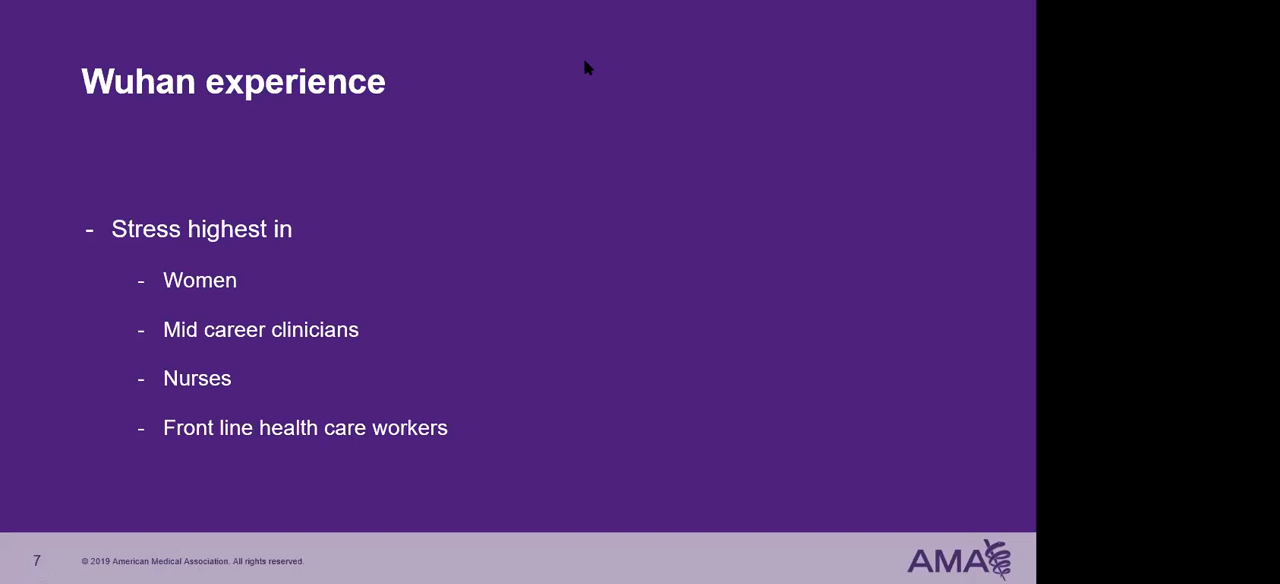 Wuhan experience
- Stress highest in
- Women
- Mid career clinicians
- Nurses
- Front line health care workers
7 © 2019 American Medical Association. All rights reserved. AMA